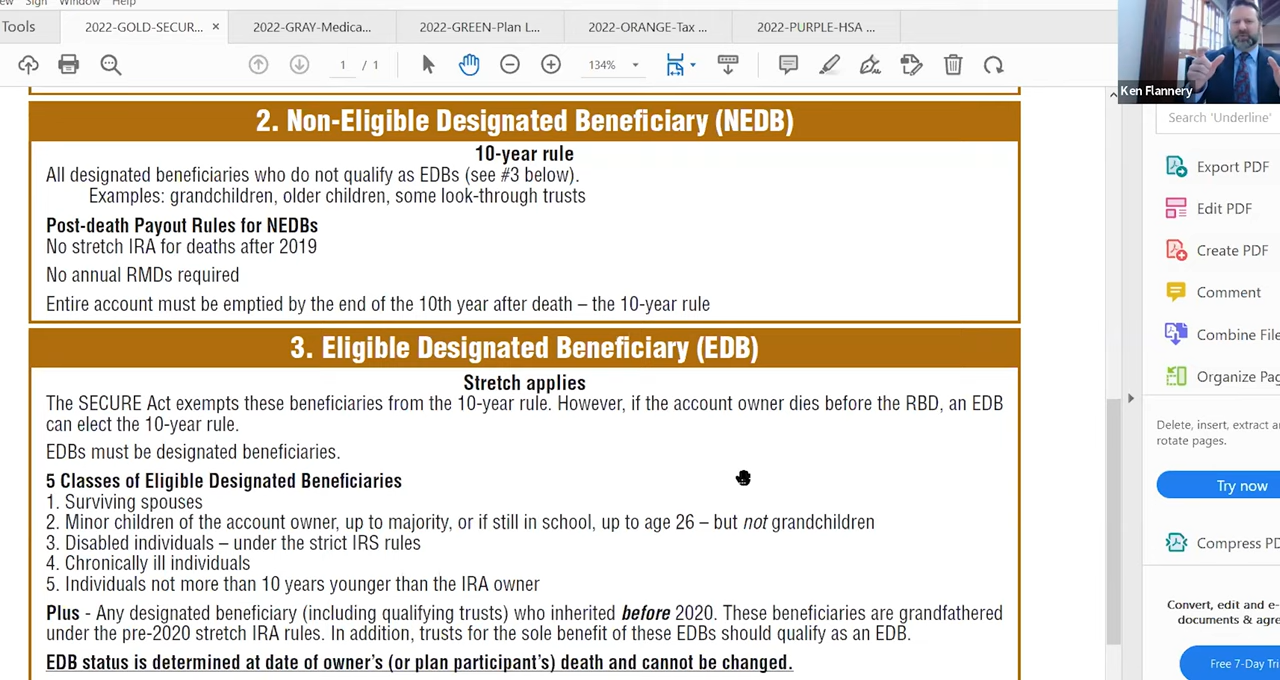 ew Sign Window Help
Tools
2022-GOLD-SECUR... ×
2022-GRAY-Medica...
2022-GREEN-Plan L...
2022-ORANGE-Tax ...
2022-PURPLE-HSA ...
1 / 1
134%
Ken Flannery
2. Non-Eligible Designated Beneficiary (NEDB)
10-year rule
All designated beneficiaries who do not qualify as EDBs (see #3 below).
Examples: grandchildren, older children, some look-through trusts
Post-death Payout Rules for NEDBs
No stretch IRA for deaths after 2019
No annual RMDs required
Entire account must be emptied by the end of the 10th year after death – the 10-year rule
3. Eligible Designated Beneficiary (EDB)
Stretch applies
The SECURE Act exempts these beneficiaries from the 10-year rule. However, if the account owner dies before the RBD, an EDB
can elect the 10-year rule.
EDBs must be designated beneficiaries.
5 Classes of Eligible Designated Beneficiaries
1. Surviving spouses
2. Minor children of the account owner, up to majority, or if still in school, up to age 26 – but not grandchildren
3. Disabled individuals – under the strict IRS rules
4. Chronically ill individuals
5. Individuals not more than 10 years younger than the IRA owner
Plus - Any designated beneficiary (including qualifying trusts) who inherited before 2020. These beneficiaries are grandfathered
under the pre-2020 stretch IRA rules. In addition, trusts for the sole benefit of these EDBs should qualify as an EDB.
EDB status is determined at date of owner's (or plan participant's) death and cannot be changed.
Search 'Underline'
Export PDF
Edit PDF
Create PDF
Comment
Combine File
Organize Pag
Delete, insert, extract a
rotate pages.
Try now
Compress PD
Convert, edit and e-
documents & agre
Free 7-Day Tri